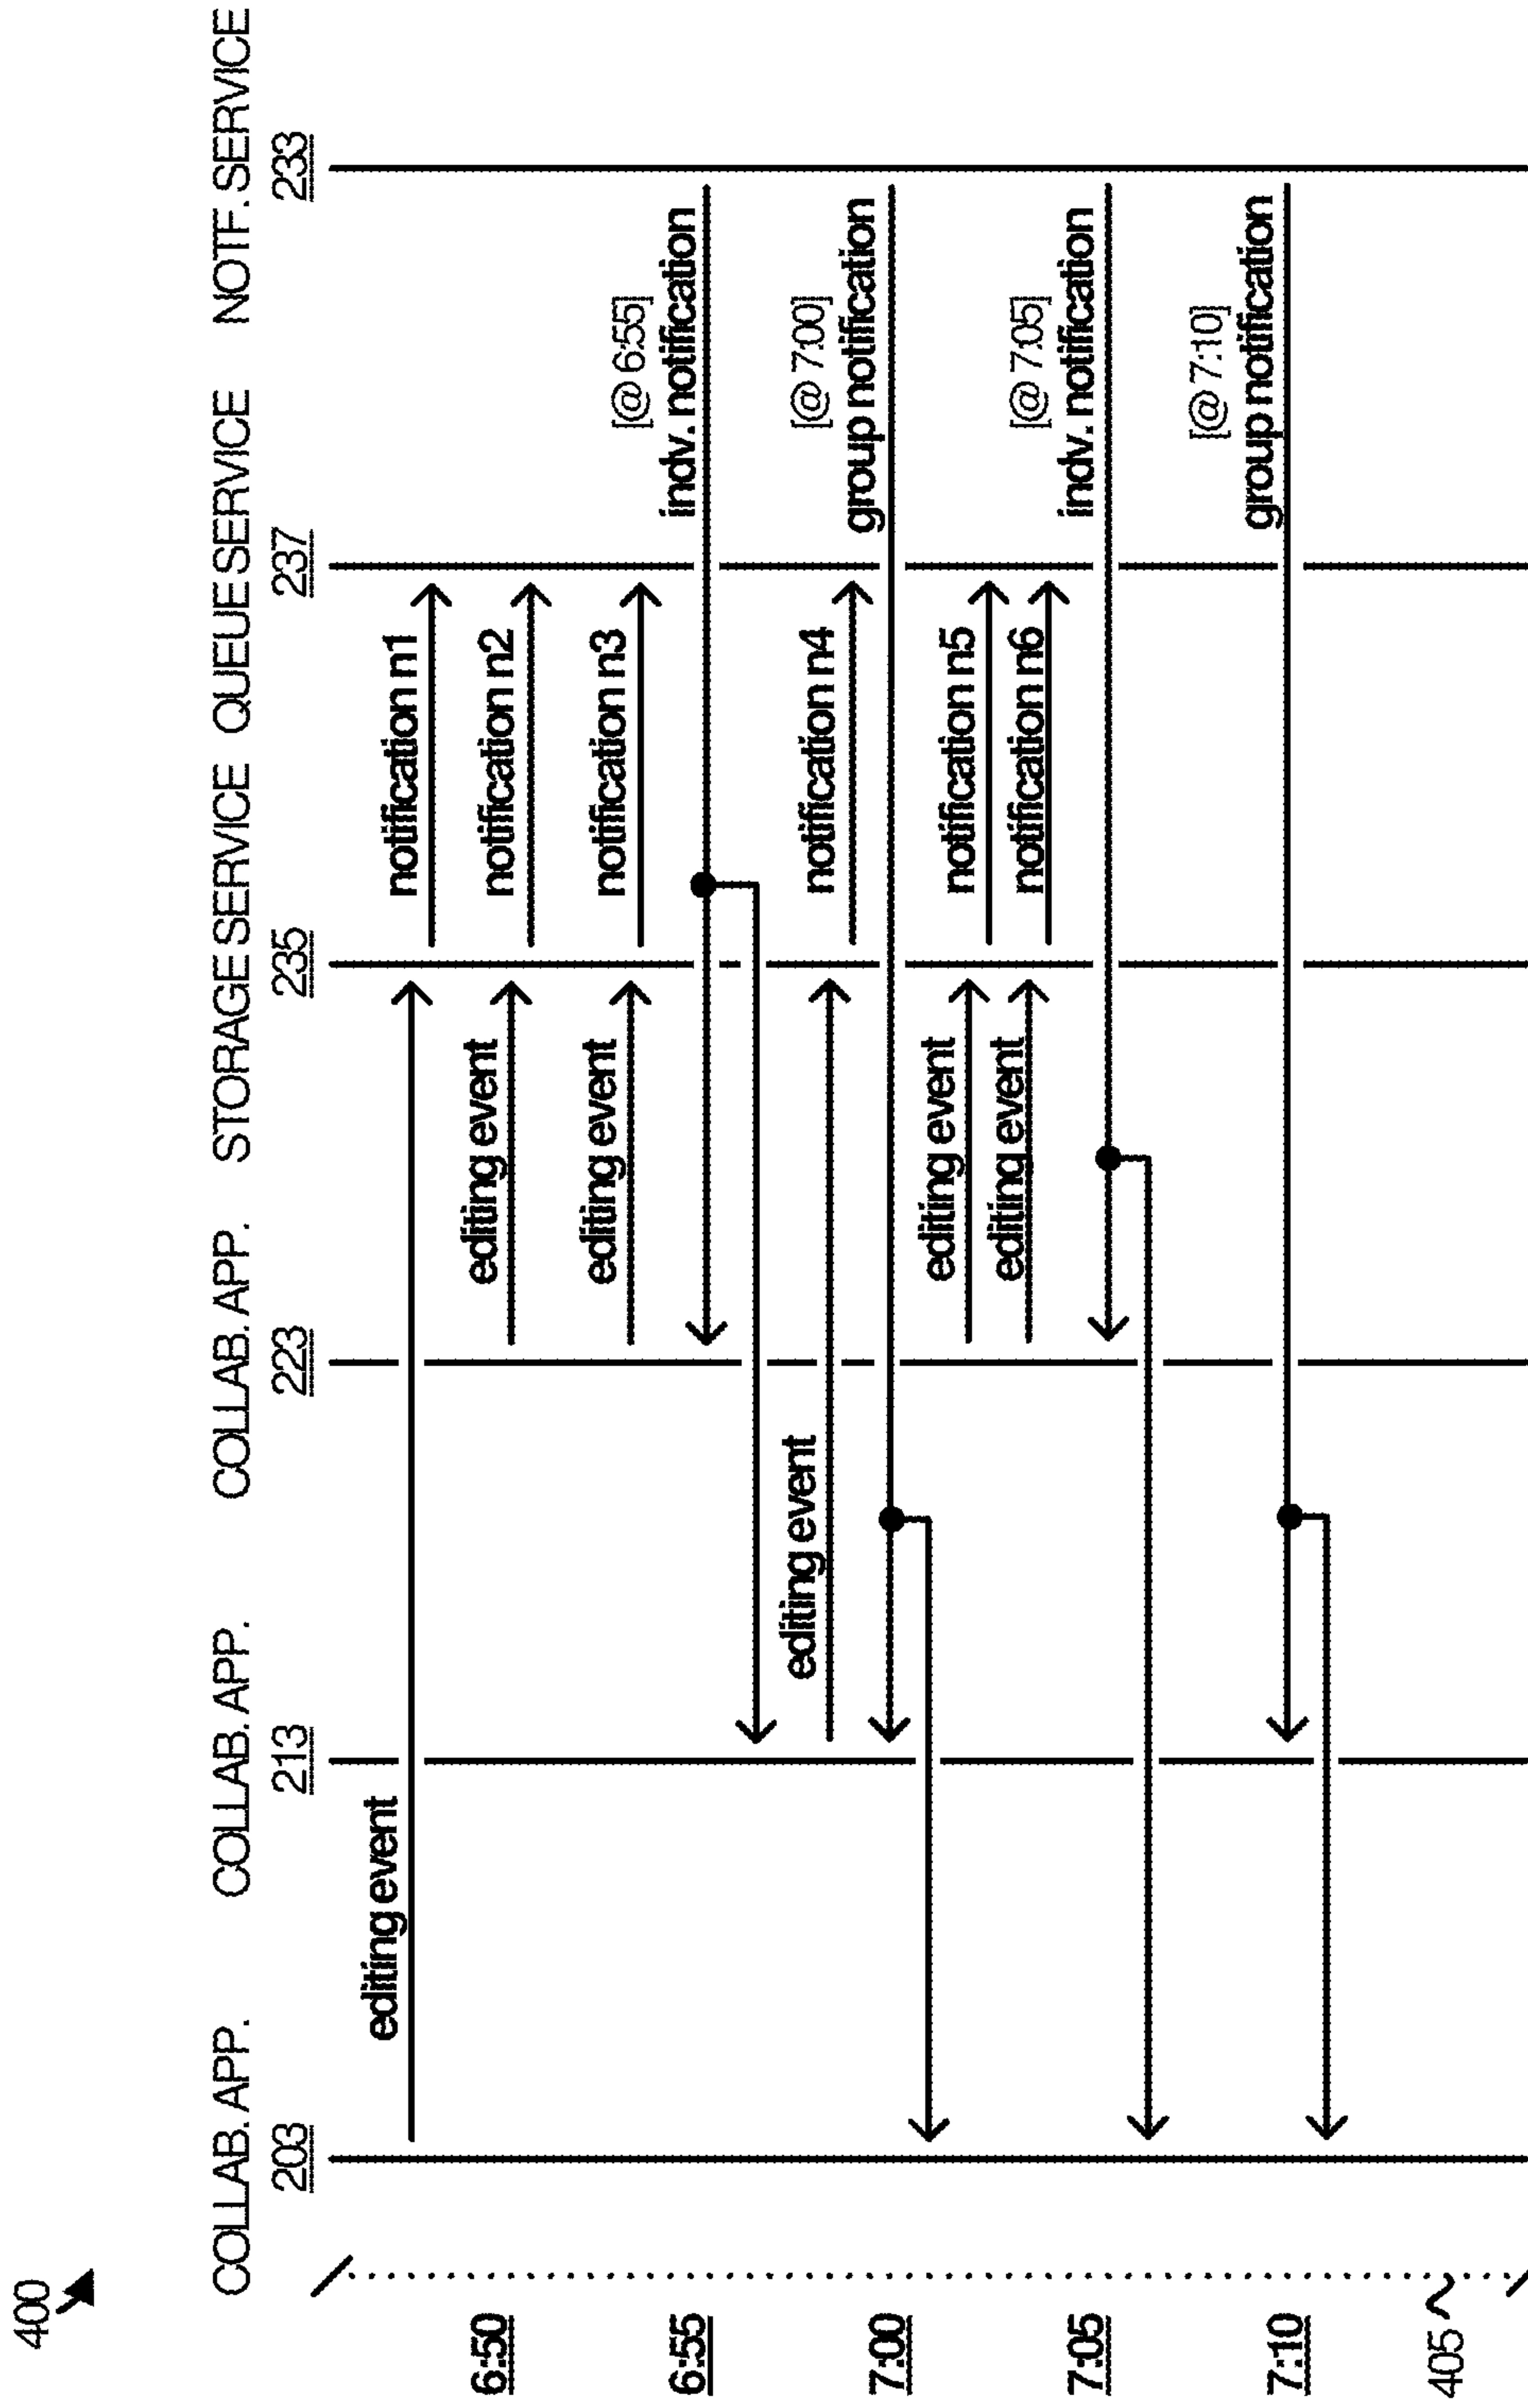 400
COLLAB. APP. COLLAB. APP. COLLAB. APP. STORAGE SERVICE QUEUE SERVICE NOTF. SERVICE
203 213 223 235 237 233
editing event
notification n1
6:50
editing event
notification n2
editing event
notification n3
[@ 6:55]
6:55
indv. notification
editing event
notification n4
[@ 7:00]
7:00
group notification
editing event
notification n5
editing event
notification n6
[@ 7:05]
7:05
indv. notification
[@ 7:10]
7:10
group notification
405